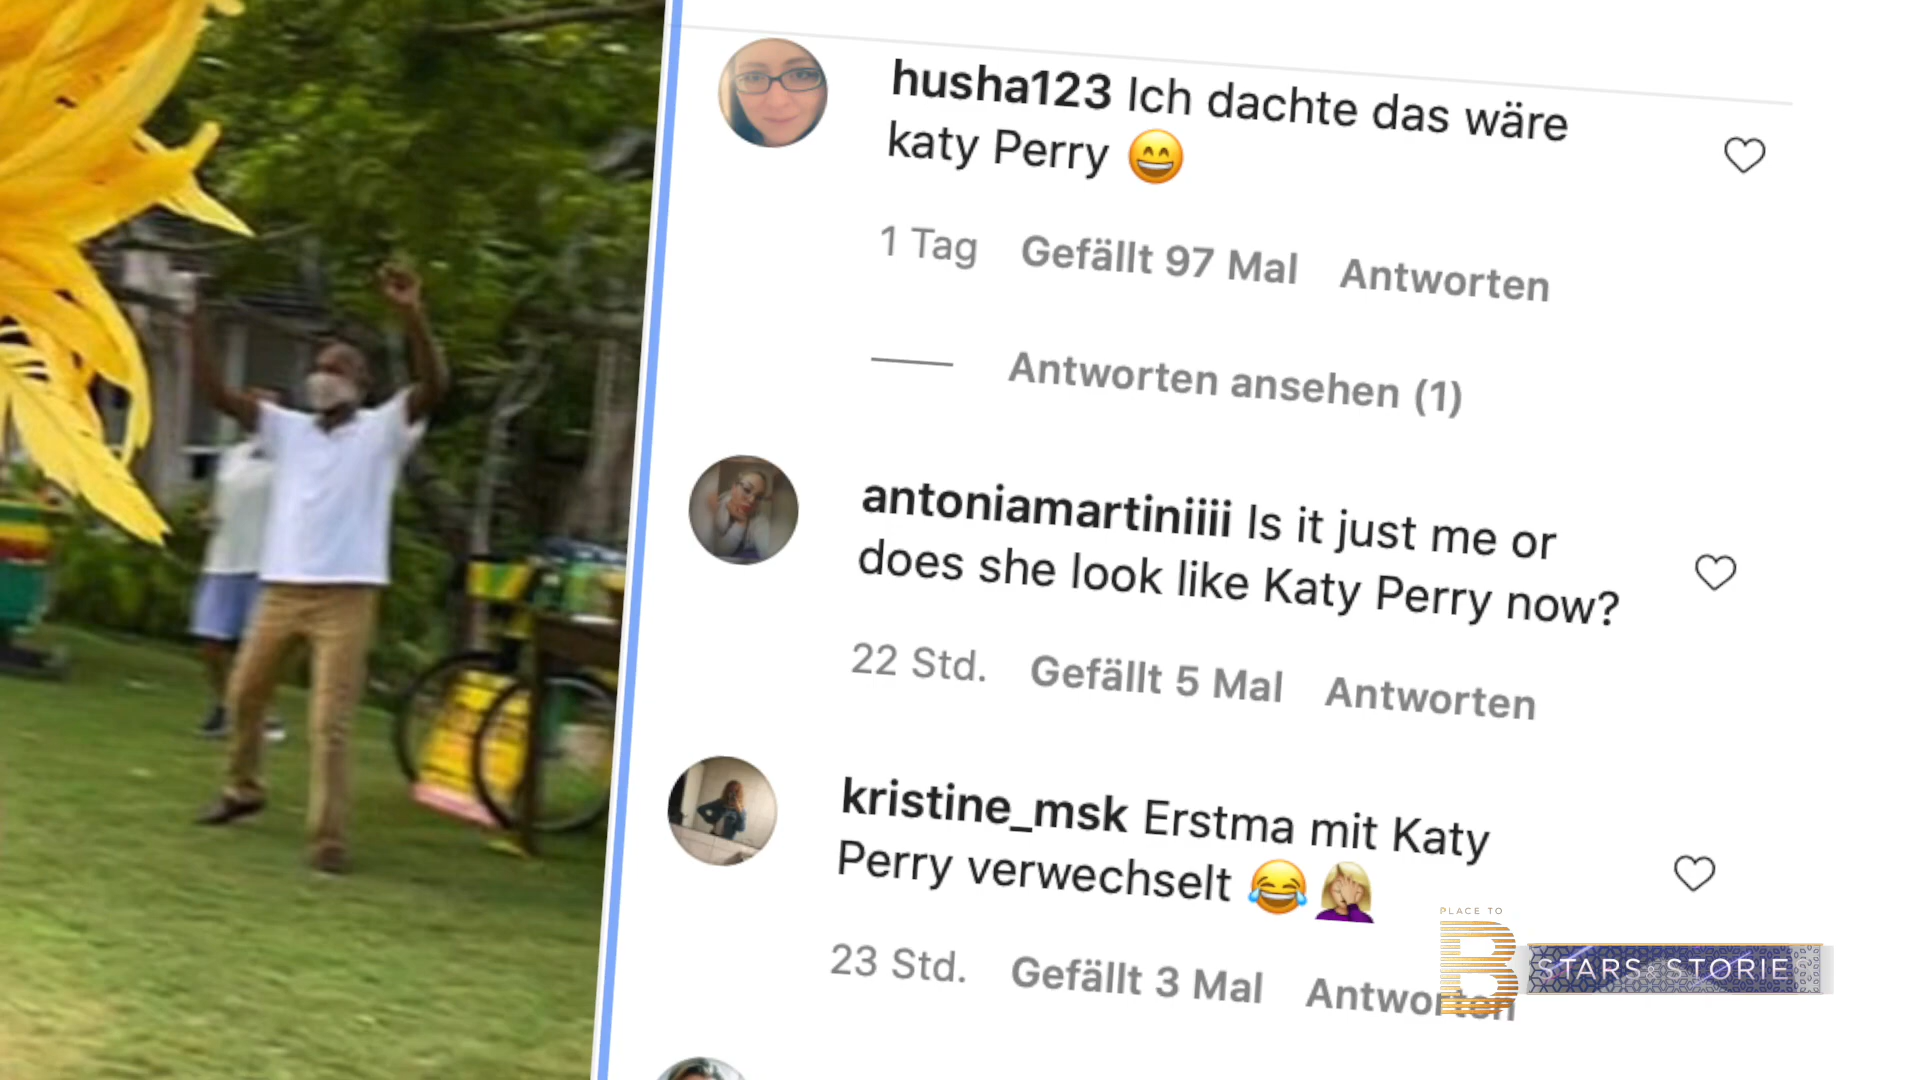 husha123 Ich dachte das wäre
katy Perry 😄
1 Tag Gefällt 97 Mal Antworten
Antworten ansehen (1)
antoniamartiniiii Is it just me or
does she look like Katy Perry now?
22 Std. Gefällt 5 Mal Antworten
kristine_msk Erstma mit Katy
Perry verwechselt 😂🤦🏼‍♀️
23 Std. Gefällt 3 Mal Antworten
PLACE TO
B
STARS & STORIE